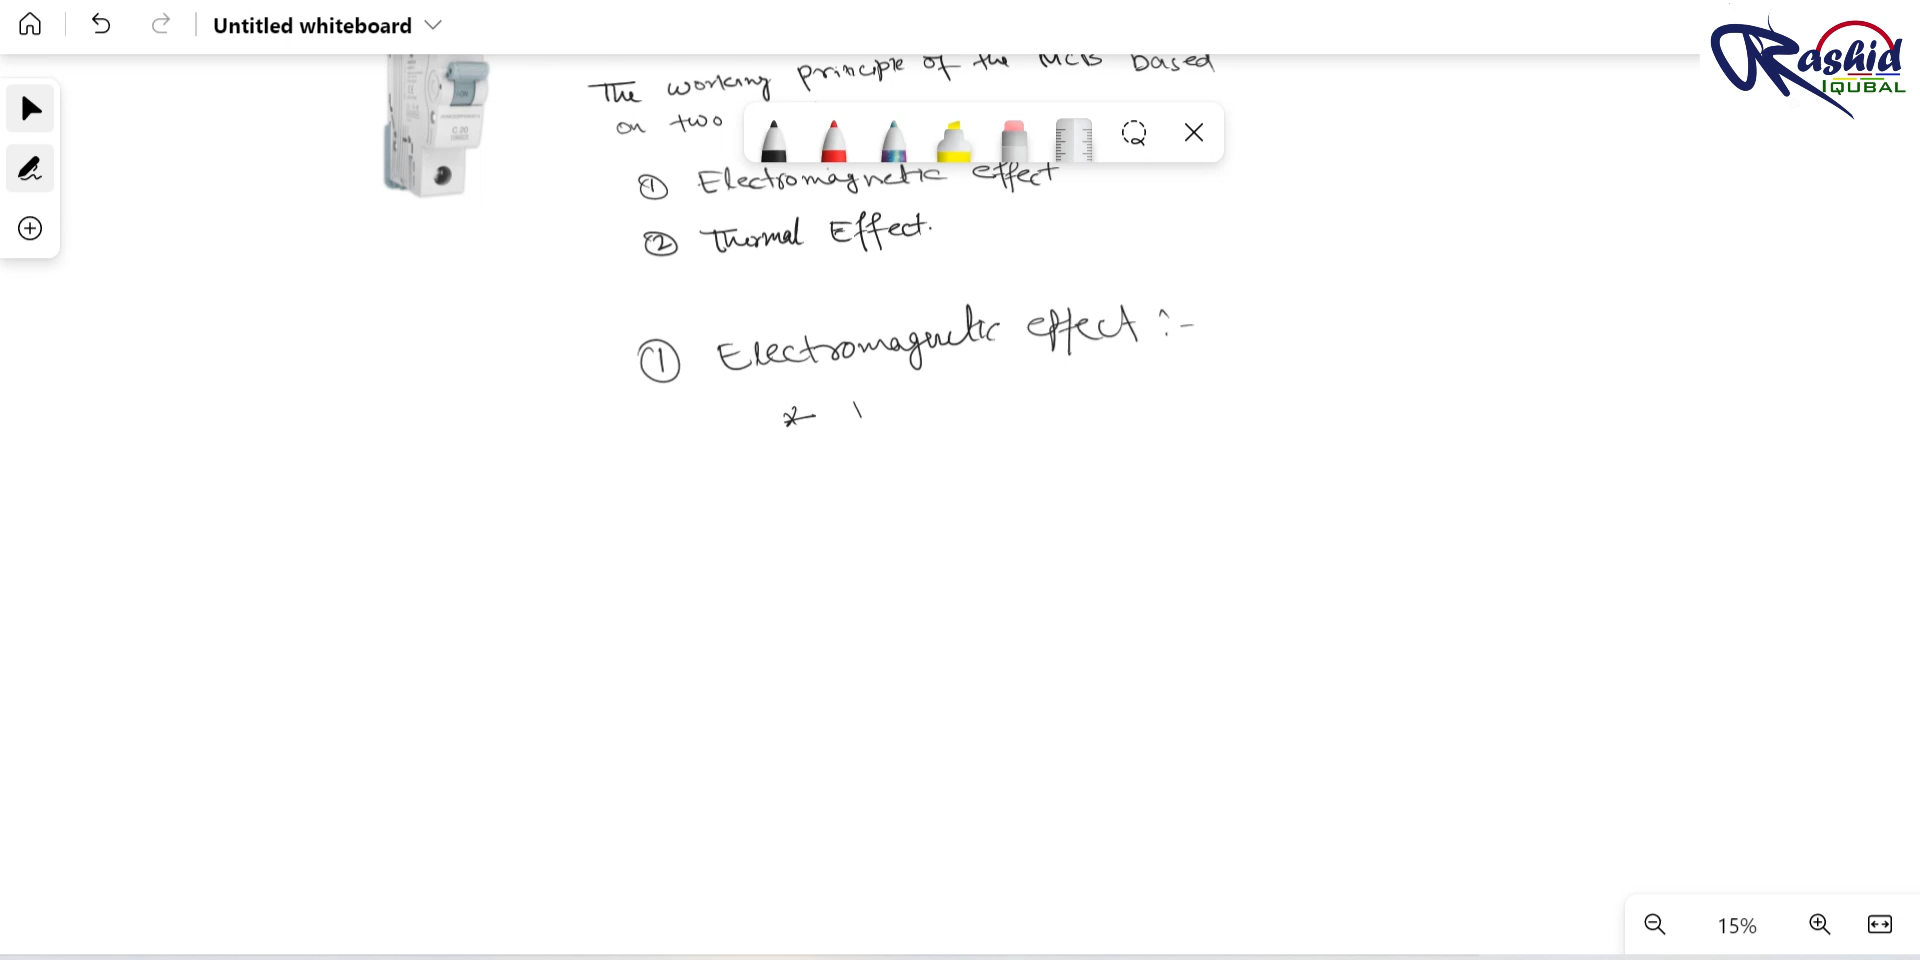 Untitled whiteboard
Rashid
IQUBAL
The working principle of the MCB based
on two
C 20
① Electromagnetic effect
② Thermal Effect.
① Electromagnetic effect :-
*
15%